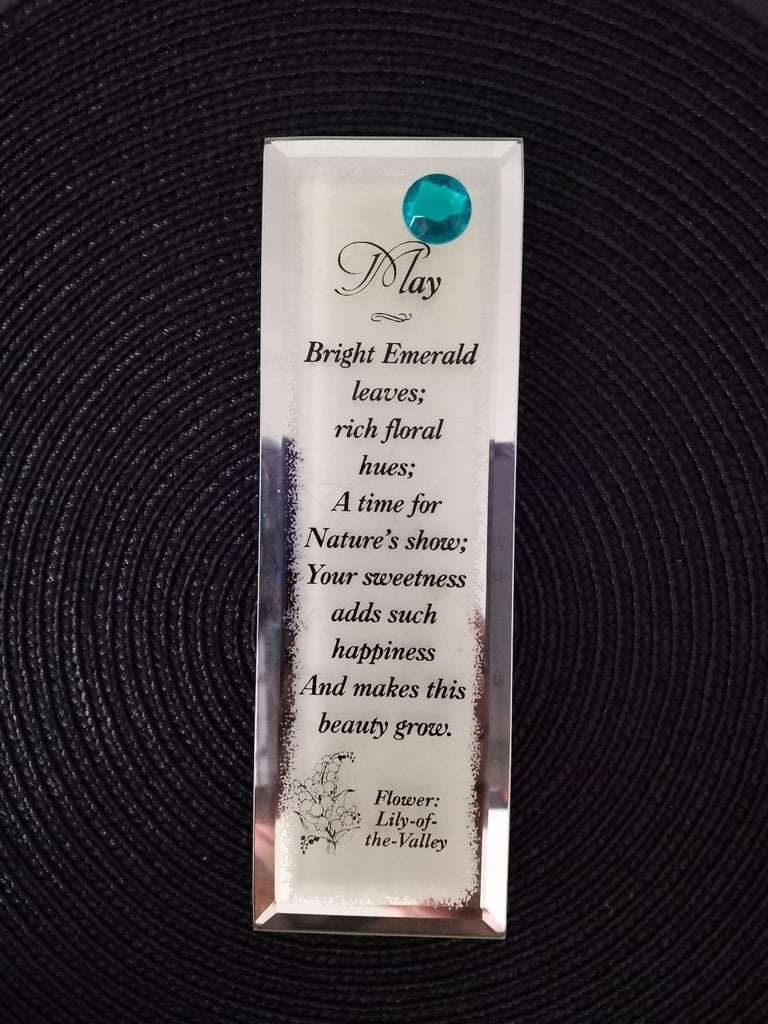 May
Bright Emerald
leaves;
rich floral
hues;
A time for
Nature's show;
Your sweetness
adds such
happiness
And makes this
beauty grow.
Flower:
Lily-of-
the-Valley